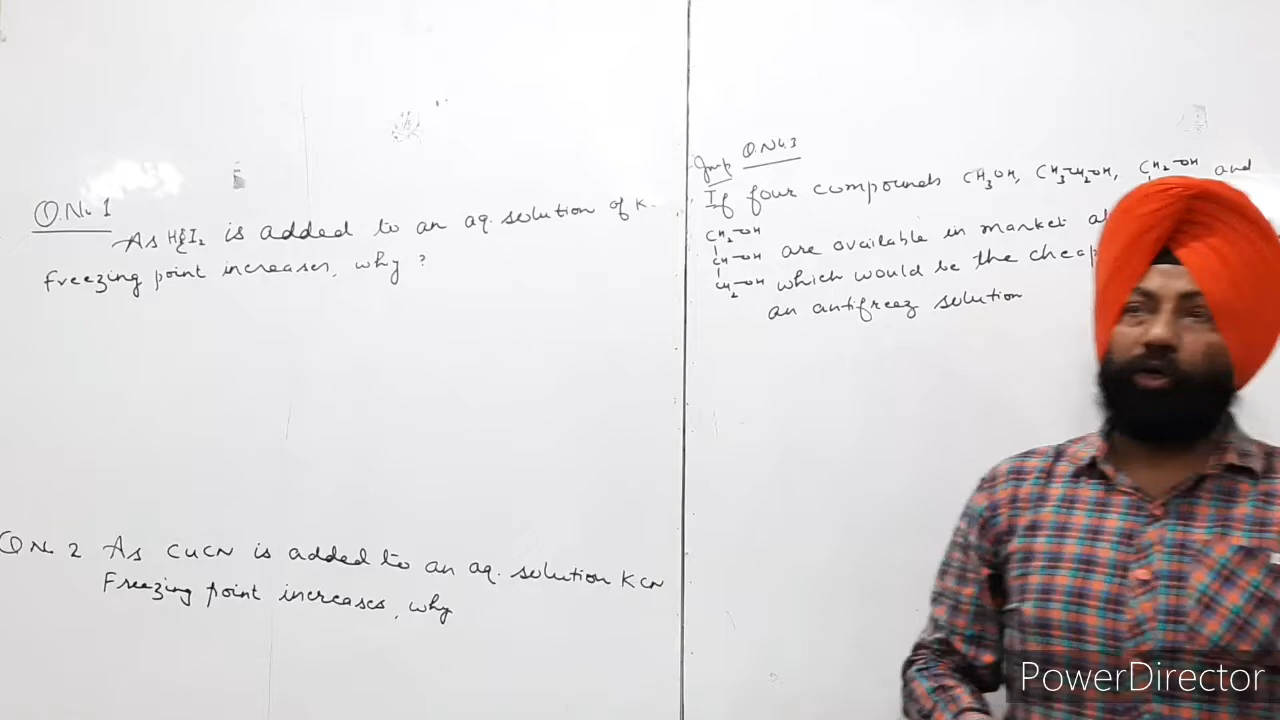 Q.No 1
As HgI₂ is added to an aq. solution of K
freezing point increases, why ?
Q No. 2 As CuCN is added to an aq. solution KCN
Freezing point increases, why
Imp Q.No.3
If four compounds CH₃OH, CH₃-CH₂OH, CH₂-OH and
CH₂-OH
CH-OH are available in market
CH₂-OH which would be the cheap
an antifreez solution
PowerDirector